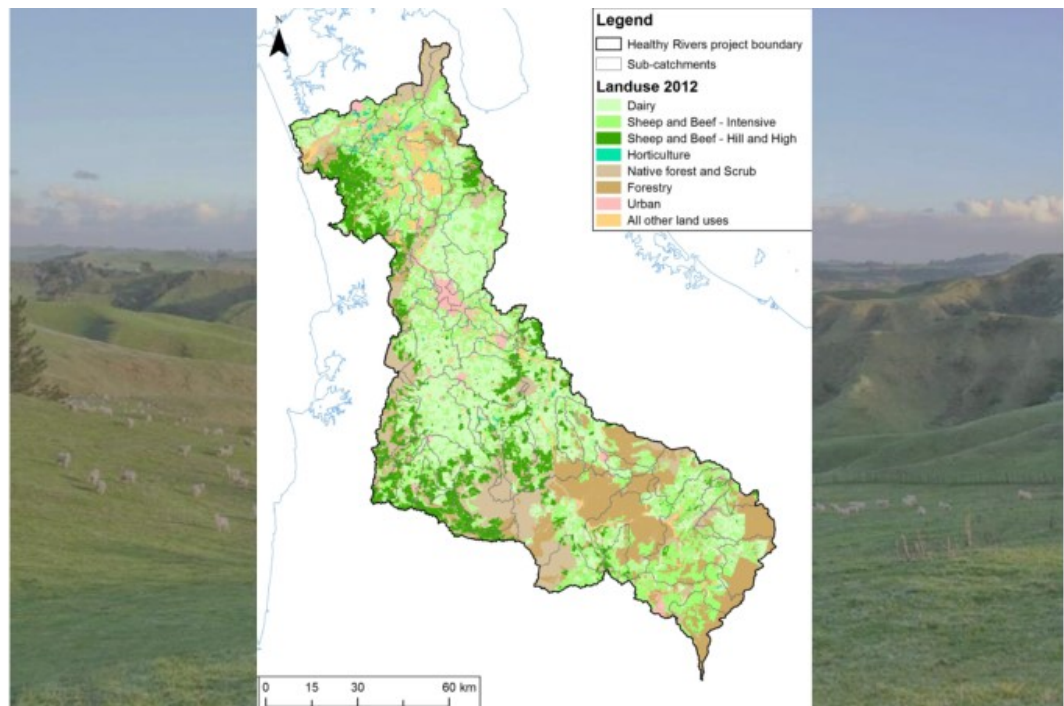 N
Legend
Healthy Rivers project boundary
Sub-catchments
Landuse 2012
Dairy
Sheep and Beef - Intensive
Sheep and Beef - Hill and High
Horticulture
Native forest and Scrub
Forestry
Urban
All other land uses
0 15 30 60 km